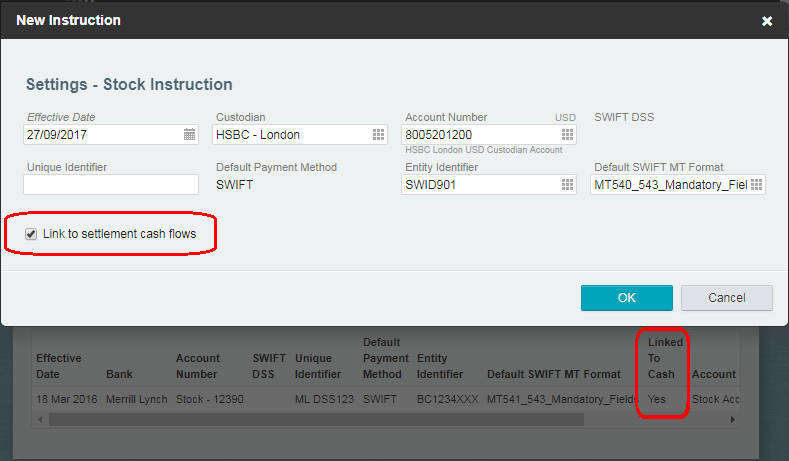 New Instruction
Settings - Stock Instruction
Effective Date Custodian Account Number USD SWIFT DSS
27/09/2017 HSBC - London 8005201200
HSBC London USD Custodian Account
Unique Identifier Default Payment Method Entity Identifier Default SWIFT MT Format
SWIFT SWID901 MT540_543_Mandatory_Fiel
Link to settlement cash flows
OK Cancel
Effective Date Bank Account Number SWIFT DSS Unique Identifier Default Payment Method Entity Identifier Default SWIFT MT Format Linked To Cash Account
18 Mar 2016 Merrill Lynch Stock - 12390 ML DSS123 SWIFT BC1234XXX MT541_543_Mandatory_Fields Yes Stock Acc